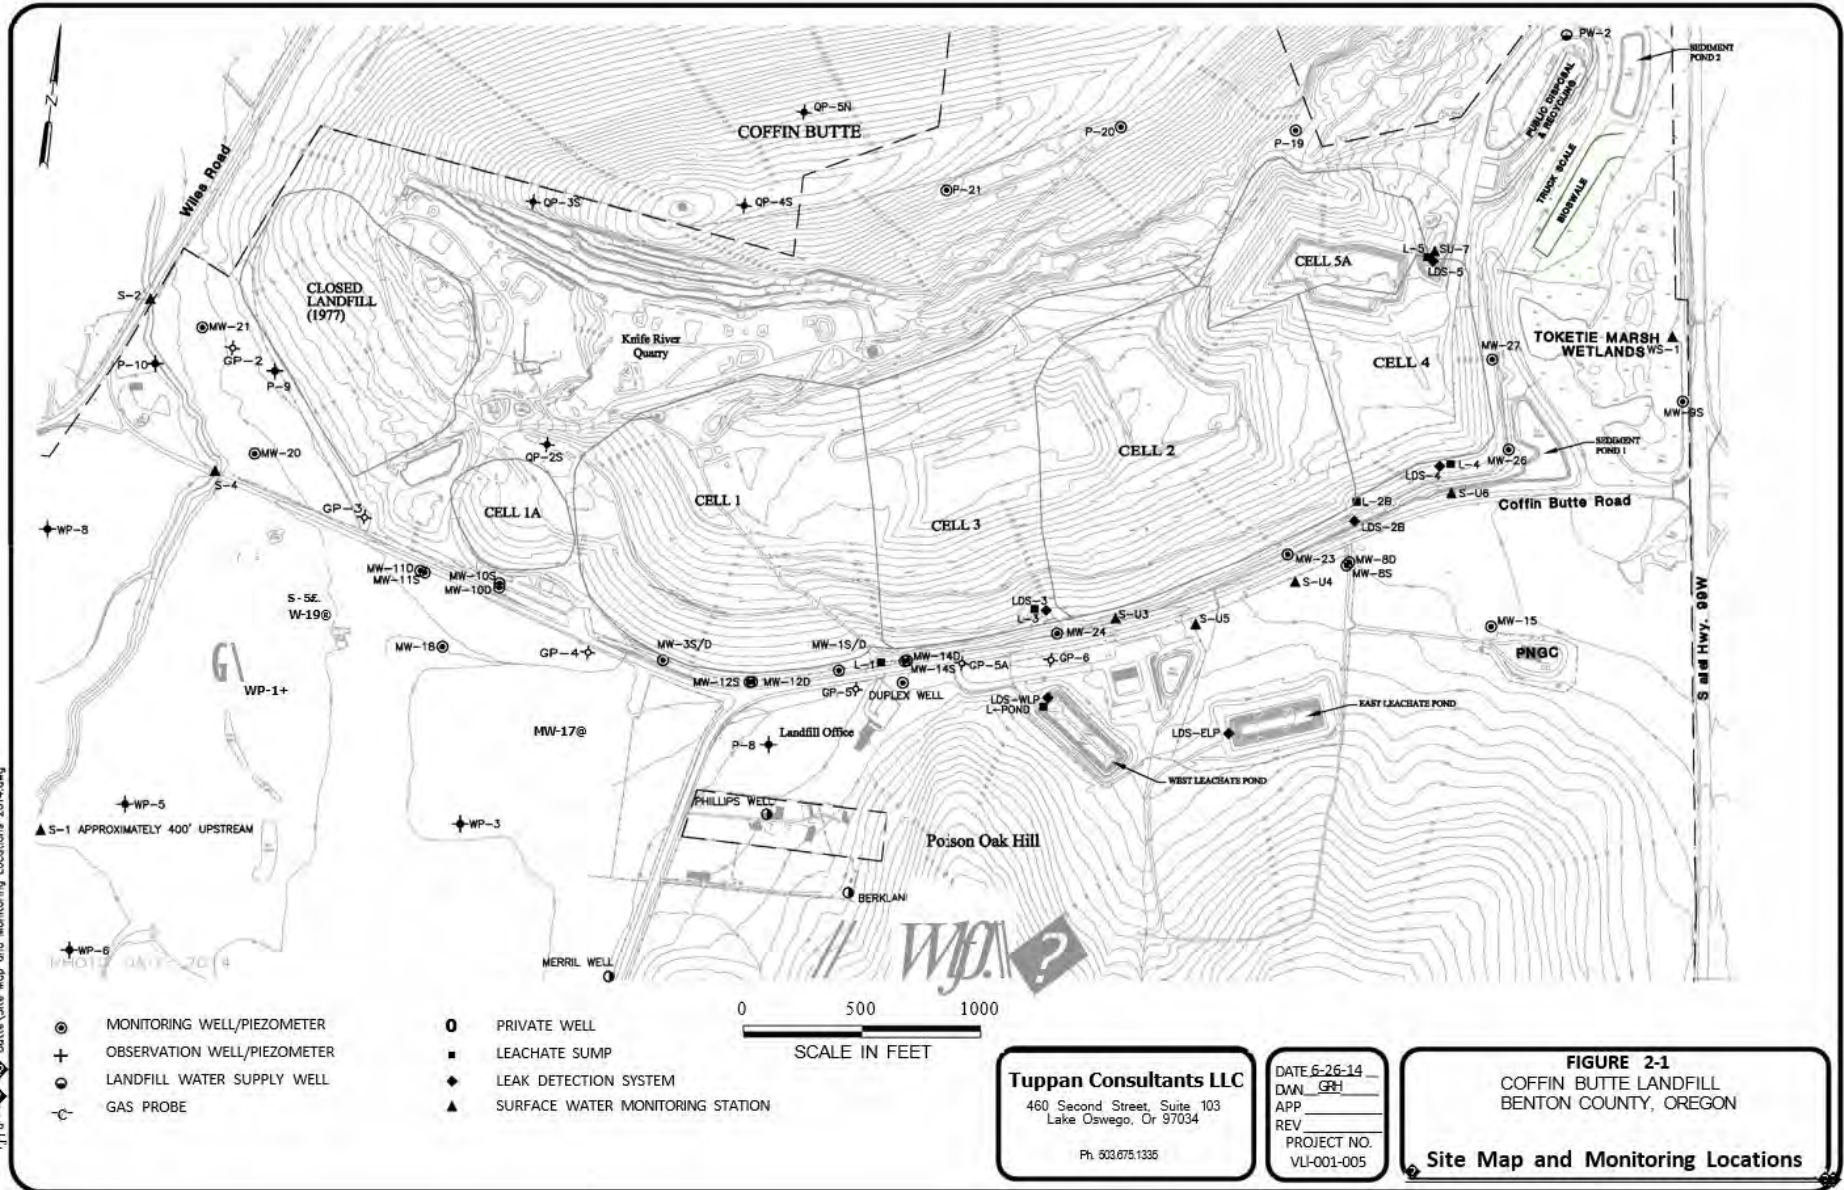 PW-2
SEDIMENT
POND 2
PUBLIC DISPOSAL
& RECYCLING
TRUCK SCALE
BIOSWALE
N
Wiles Road
QP-5N
COFFIN BUTTE
P-20
P-19
P-21
QP-3S
QP-4S
L-5
SU-7
LDS-5
CELL 5A
CLOSED
LANDFILL
(1977)
S-2
MW-21
GP-2
P-10
P-9
Knife River
Quarry
TOKETIE MARSH
WETLANDS
WS-1
MW-27
CELL 4
MW-9S
MW-20
QP-2S
S-4
CELL 2
SEDIMENT
POND 1
MW-26
L-4
LDS-4
S-U6
Coffin Butte Road
L-2B
LDS-2B
CELL 1
CELL 1A
CELL 3
GP-3
WP-8
MW-11D
MW-11S
MW-10S
MW-10D
MW-23
MW-8D
MW-8S
S-U4
S-5£.
W-19®
LDS-3
L-3
S-U3
S-U5
MW-24
MW-15
PNGC
MW-18
GP-4
MW-3S/D
MW-1S/D
L-1
MW-14D
MW-14S
GP-5A
GP-6
G\
WP-1+
MW-12S
MW-12D
GP-5
DUPLEX WELL
LDS-WLP
L-POND
EAST LEACHATE POND
LDS-ELP
MW-17@
P-8
Landfill Office
WEST LEACHATE POND
WP-5
S-1 APPROXIMATELY 400' UPSTREAM
WP-3
PHILLIPS WELL
Poison Oak Hill
BERKLAN
WP-6
MERRIL WELL
Wlf).\ ?
MONITORING WELL/PIEZOMETER
OBSERVATION WELL/PIEZOMETER
LANDFILL WATER SUPPLY WELL
-C- GAS PROBE
0 PRIVATE WELL
LEACHATE SUMP
LEAK DETECTION SYSTEM
SURFACE WATER MONITORING STATION
0 500 1000
SCALE IN FEET
Tuppan Consultants LLC
460 Second Street, Suite 103
Lake Oswego, Or 97034
Ph. 503.675.1335
DATE 6-26-14
DWN GRH
APP
REV
PROJECT NO.
VLI-001-005
FIGURE 2-1
COFFIN BUTTE LANDFILL
BENTON COUNTY, OREGON
Site Map and Monitoring Locations